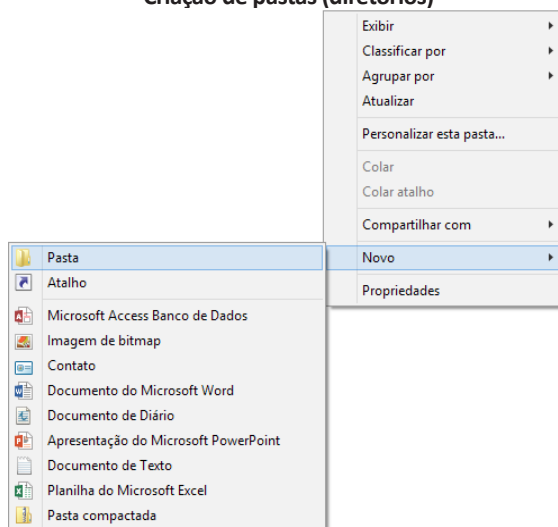 Criação de pastas (diretórios)
Exibir
Classificar por
Agrupar por
Atualizar
Personalizar esta pasta...
Colar
Colar atalho
Compartilhar com
Novo
Propriedades
Pasta
Atalho
Microsoft Access Banco de Dados
Imagem de bitmap
Contato
Documento do Microsoft Word
Documento de Diário
Apresentação do Microsoft PowerPoint
Documento de Texto
Planilha do Microsoft Excel
Pasta compactada